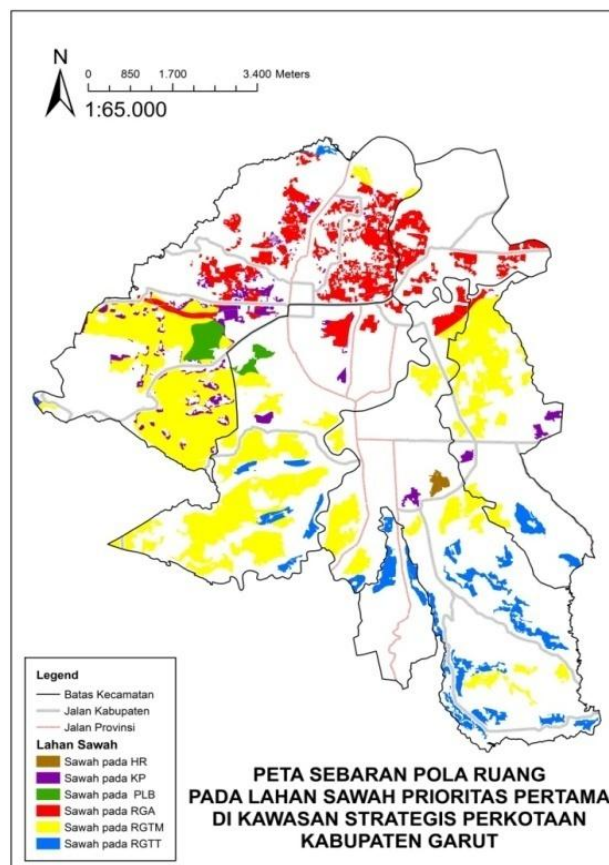 N
0 850 1.700 3.400 Meters
1:65.000
Legend
Batas Kecamatan
Jalan Kabupaten
Jalan Provinsi
Lahan Sawah
Sawah pada HR
Sawah pada KP
Sawah pada PLB
Sawah pada RGA
Sawah pada RGTM
Sawah pada RGTT
PETA SEBARAN POLA RUANG
PADA LAHAN SAWAH PRIORITAS PERTAMA
DI KAWASAN STRATEGIS PERKOTAAN
KABUPATEN GARUT